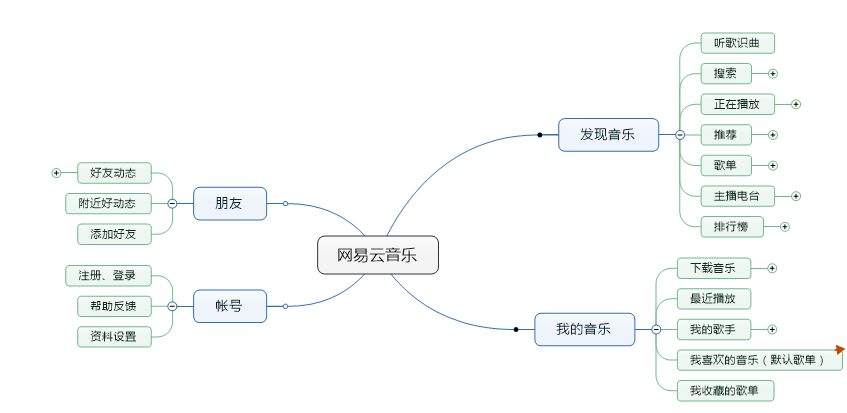 网易云音乐
发现音乐
听歌识曲
搜索
正在播放
推荐
歌单
主播电台
排行榜
我的音乐
下载音乐
最近播放
我的歌手
我喜欢的音乐（默认歌单）
我收藏的歌单
朋友
好友动态
附近好动态
添加好友
帐号
注册、登录
帮助反馈
资料设置